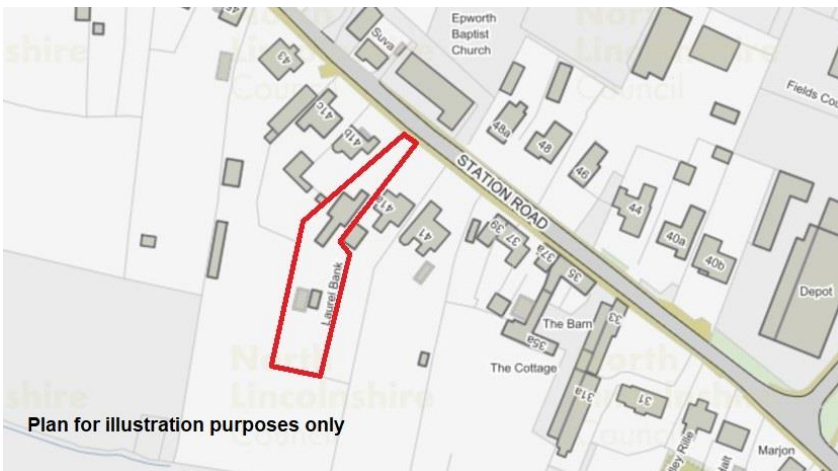 Epworth
Baptist
Church
Suva
43
41c
41b
48a
48
46
44
40a
40b
Depot
STATION ROAD
41a
41
39
37
37a
35
33
The Barn
35a
The Cottage
31a
31
Marjon
Laurel Bank
North
Lincolnshire
Council
Plan for illustration purposes only